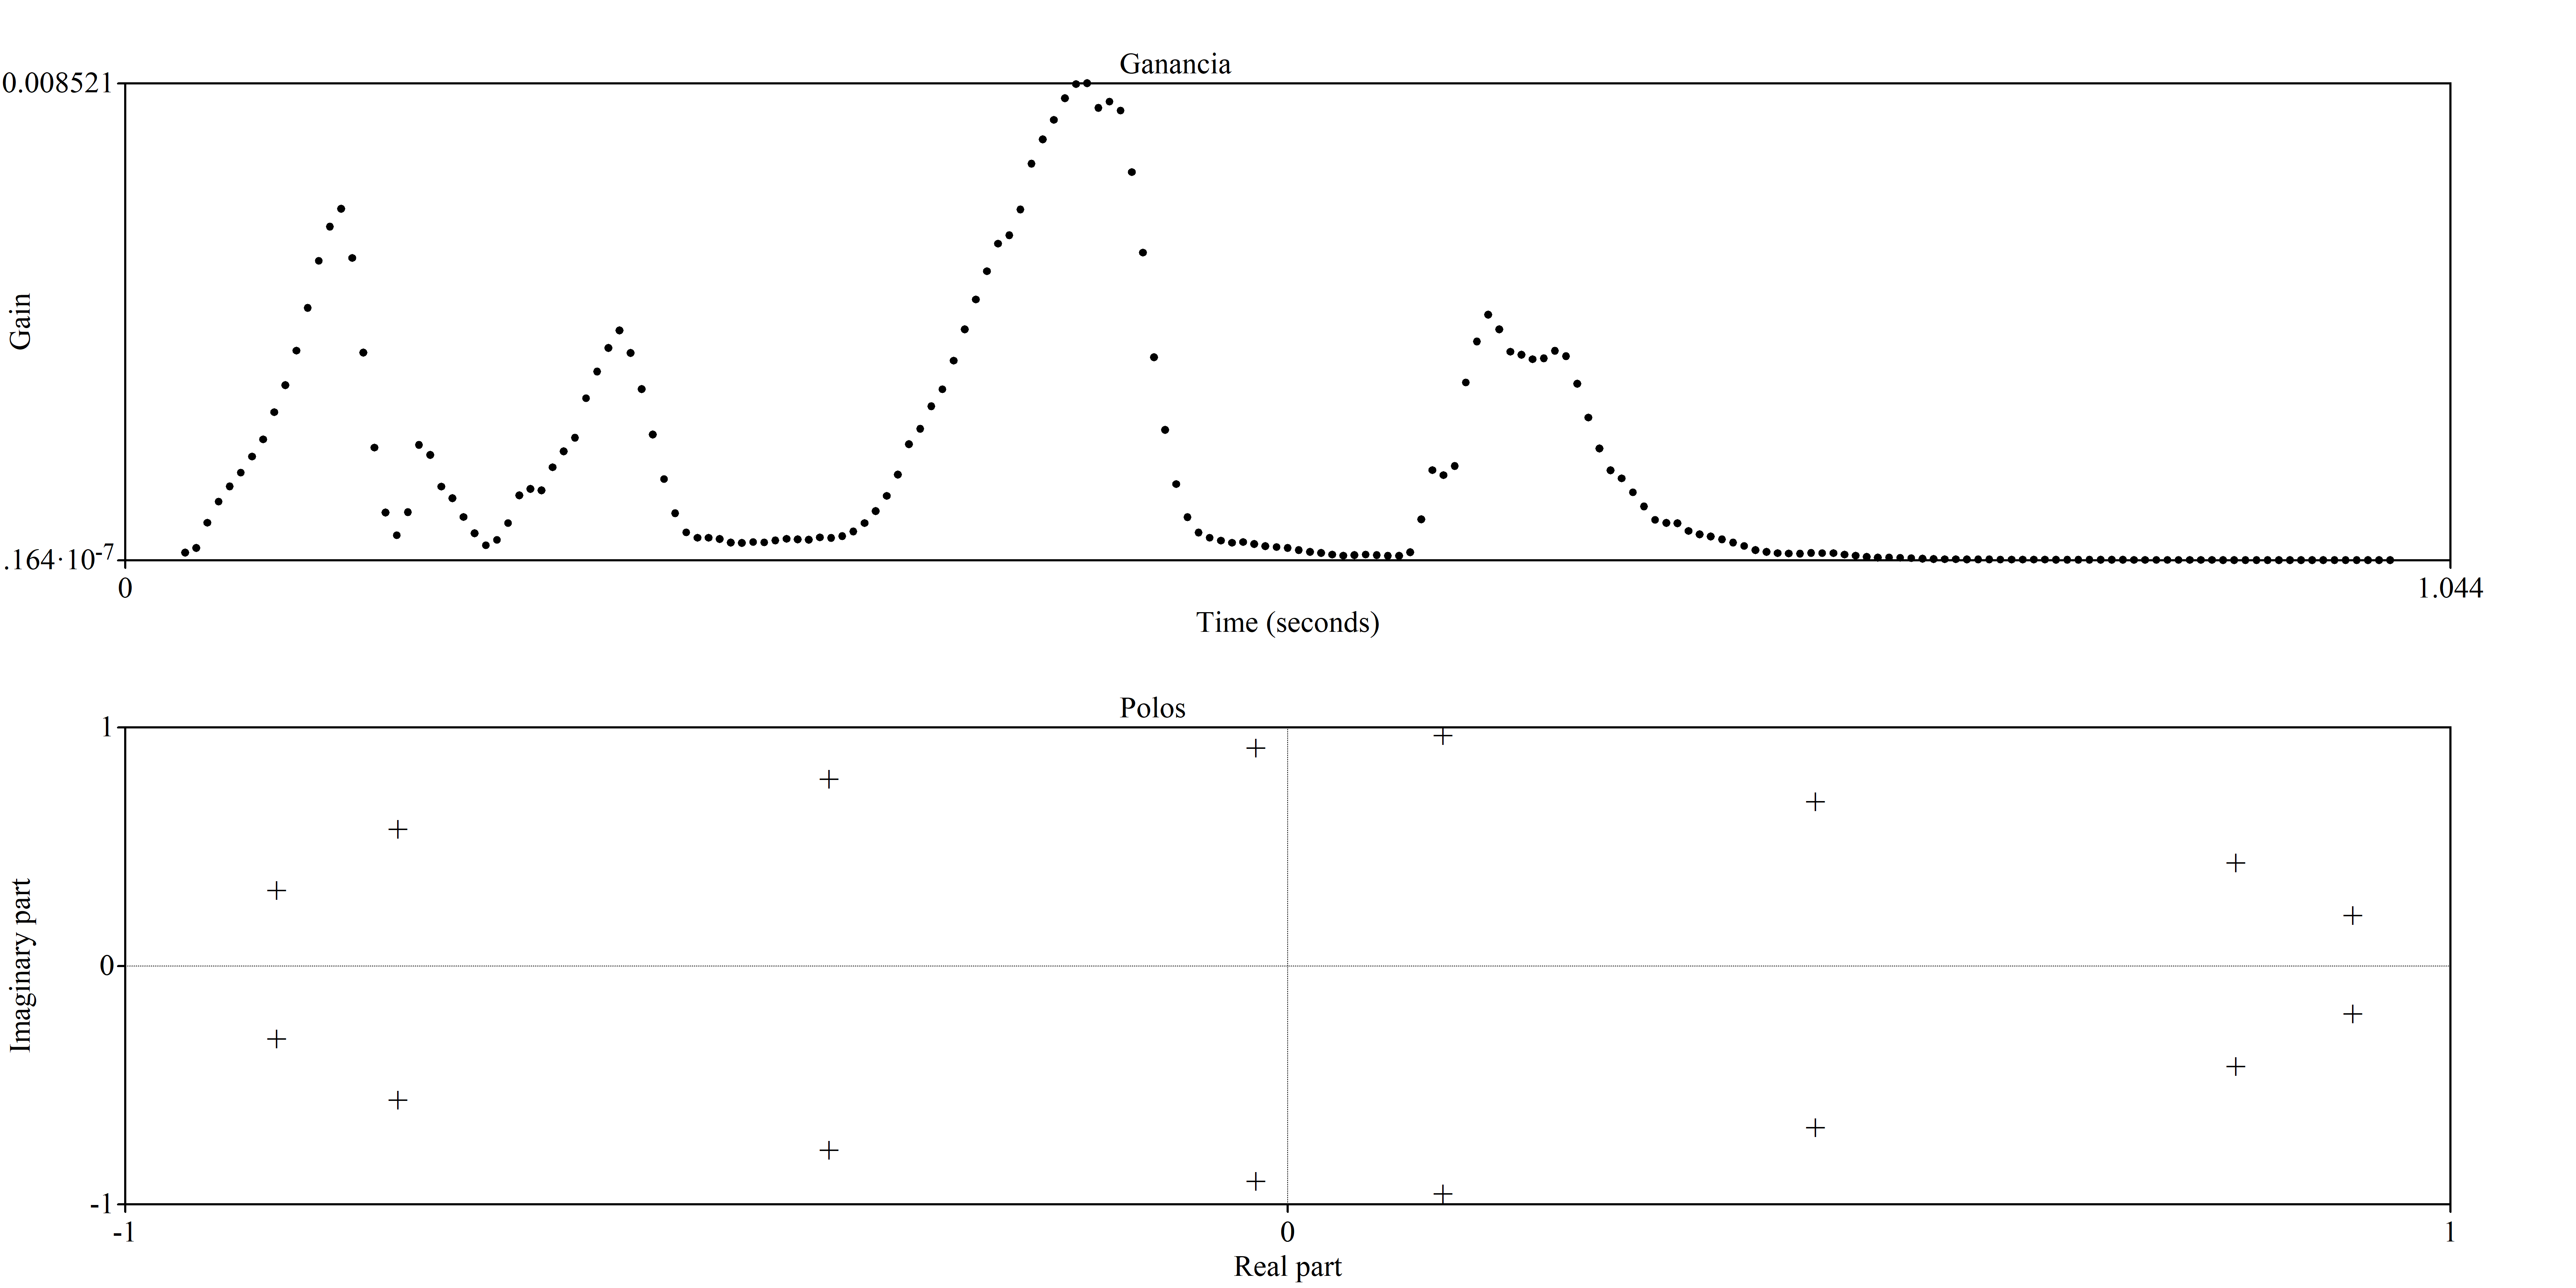 Ganancia
0.008521
Gain
.164·10-7
0
1.044
Time (seconds)
Polos
1
Imaginary part
0
-1
-1
0
1
Real part